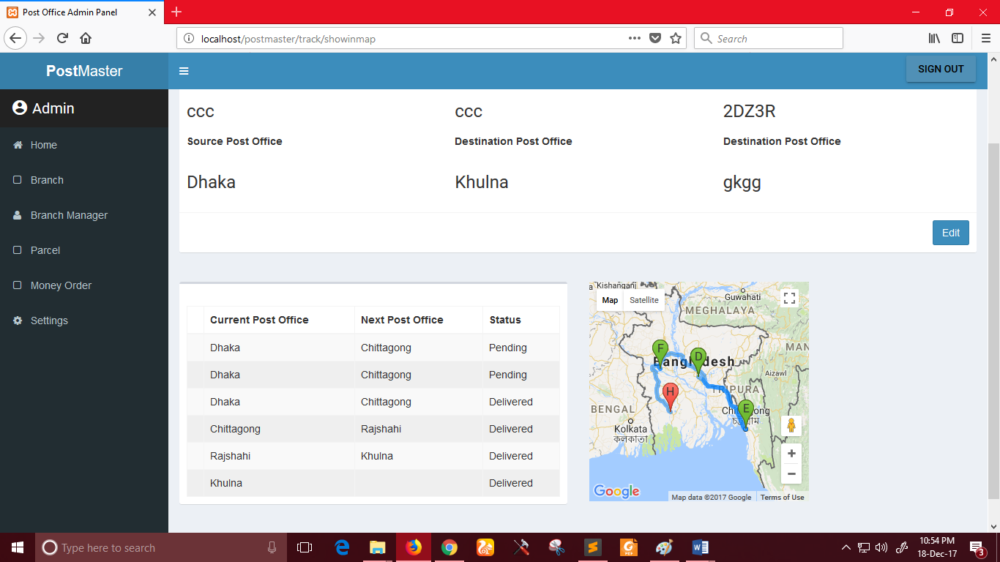 Post Office Admin Panel
localhost/postmaster/track/showinmap
Search
PostMaster
SIGN OUT
Admin
Home
Branch
Branch Manager
Parcel
Money Order
Settings
ccc ccc 2DZ3R
Source Post Office Destination Post Office Destination Post Office
Dhaka Khulna gkgg
Edit
Current Post Office Next Post Office Status
Dhaka Chittagong Pending
Dhaka Chittagong Pending
Dhaka Chittagong Delivered
Chittagong Rajshahi Delivered
Rajshahi Khulna Delivered
Khulna Delivered
Kishanganj
Map Satellite
Guwahati
MEGHALAYA
MAN
F
D
Bangladesh
Aizawl
H
TRIPURA
E
BENGAL
Chittagong
চট্টগ্রাম
Kolkata
কলকাতা
+
−
Google
Map data ©2017 Google Terms of Use
Type here to search
PDF
W
10:54 PM
18-Dec-17
3